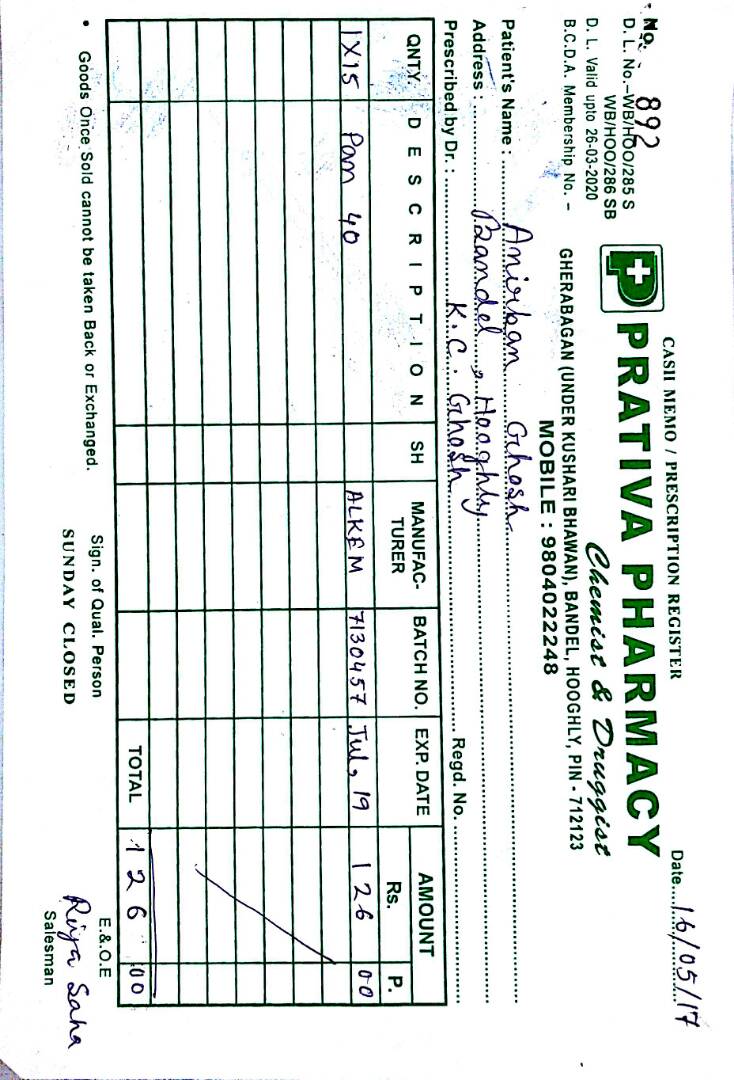 CASH MEMO / PRESCRIPTION REGISTER
No. 892
Date....16/05/17
D. L. No.–WB/HOO/285 S
WB/HOO/286 SB
D. L. Valid upto 26-03-2020
B.C.D.A. Membership No. –
PRATIVA PHARMACY
Chemist & Druggist
GHERABAGAN (UNDER KUSHARI BHAWAN), BANDEL, HOOGHLY, PIN - 712123
MOBILE : 9804022248
Patient's Name : Anirban Ghosh
Address : Bandel, Hooghly
Prescribed by Dr. : K. C. Ghosh Regd. No.
QNTY. DESCRIPTION SH MANUFAC-TURER BATCH NO. EXP. DATE AMOUNT Rs. P.
1X15 Pan 40 ALKEM 7130457 Jul, 19 126 00
TOTAL 126 00
• Goods Once Sold cannot be taken Back or Exchanged.
Sign. of Qual. Person
SUNDAY CLOSED
E.&.O.E
Riya Saha
Salesman